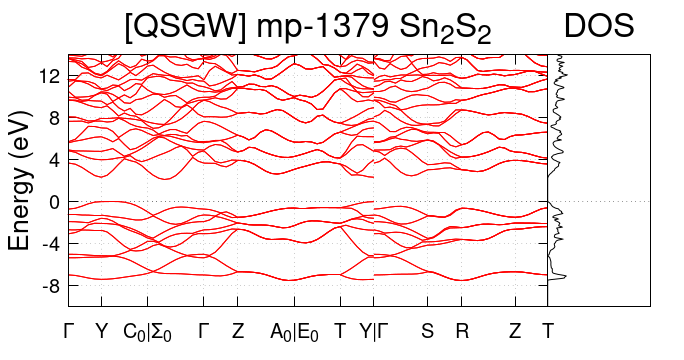 [QSGW] mp-1379 Sn₂S₂ DOS
Energy (eV)
12
8
4
0
-4
-8
Γ Y C₀|Σ₀ Γ Z A₀|E₀ T Y|Γ S R Z T